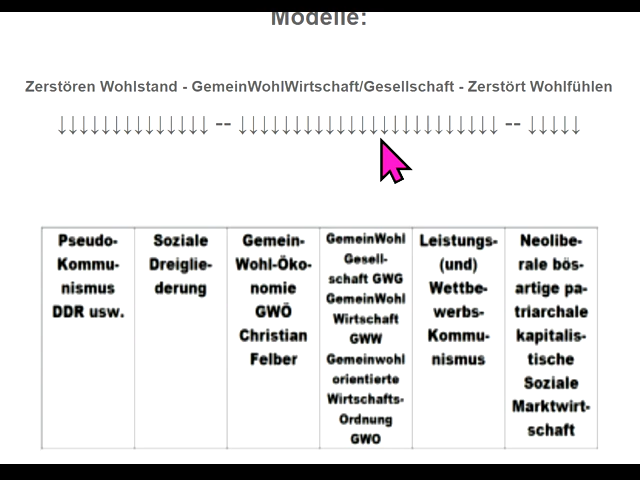 Modelle:
Zerstören Wohlstand - GemeinWohlWirtschaft/Gesellschaft - Zerstört Wohlfühlen
↓↓↓↓↓↓↓↓↓↓↓↓↓↓ -- ↓↓↓↓↓↓↓↓↓↓↓↓↓↓↓↓↓↓↓↓↓↓↓↓ -- ↓↓↓↓↓
Pseudo-
Kommu-
nismus
DDR usw.
Soziale
Dreiglie-
derung
Gemein-
Wohl-Öko-
nomie
GWÖ
Christian
Felber
GemeinWohl
Gesell-
schaft GWG
GemeinWohl
Wirtschaft
GWW
Gemeinwohl
orientierte
Wirtschafts-
Ordnung
GWO
Leistungs-
(und)
Wettbe-
werbs-
Kommu-
nismus
Neolibe-
rale bös-
artige pa-
triarchale
kapitalis-
tische
Soziale
Marktwirt-
schaft